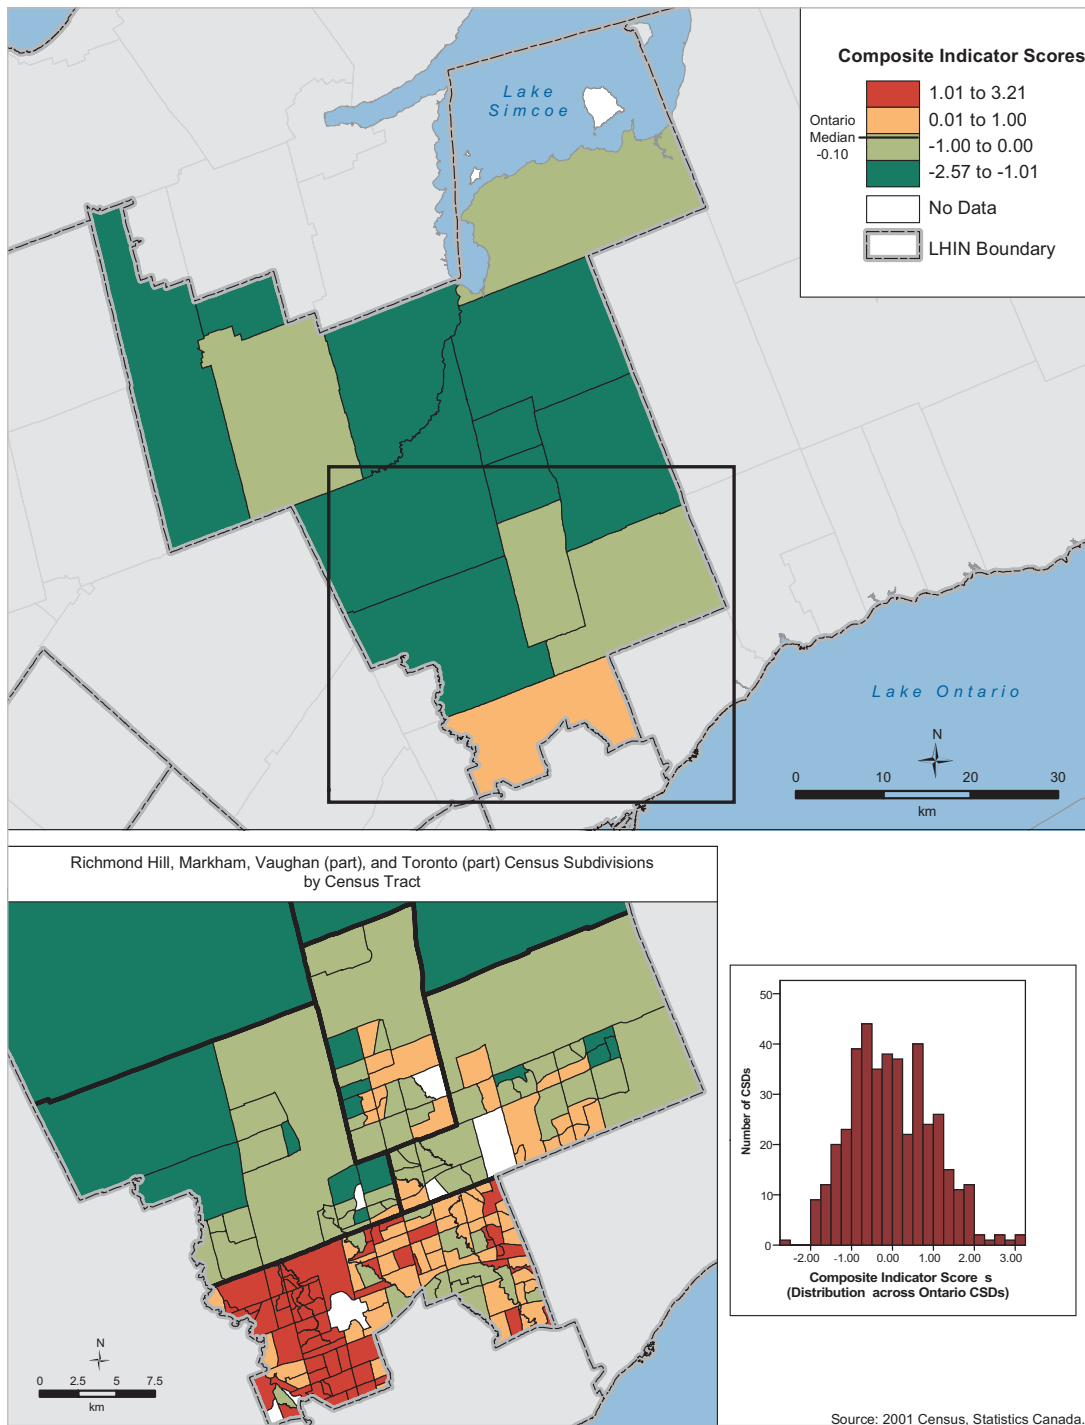 Composite Indicator Scores
1.01 to 3.21
0.01 to 1.00
-1.00 to 0.00
-2.57 to -1.01
No Data
LHIN Boundary
Ontario
Median
-0.10
Lake
Simcoe
Lake Ontario
N
0 10 20 30
km
Richmond Hill, Markham, Vaughan (part), and Toronto (part) Census Subdivisions
by Census Tract
N
0 2.5 5 7.5
km
50
40
30
20
10
0
Number of CSDs
-2.00 -1.00 0.00 1.00 2.00 3.00
Composite Indicator Score s
(Distribution across Ontario CSDs)
Source: 2001 Census, Statistics Canada.